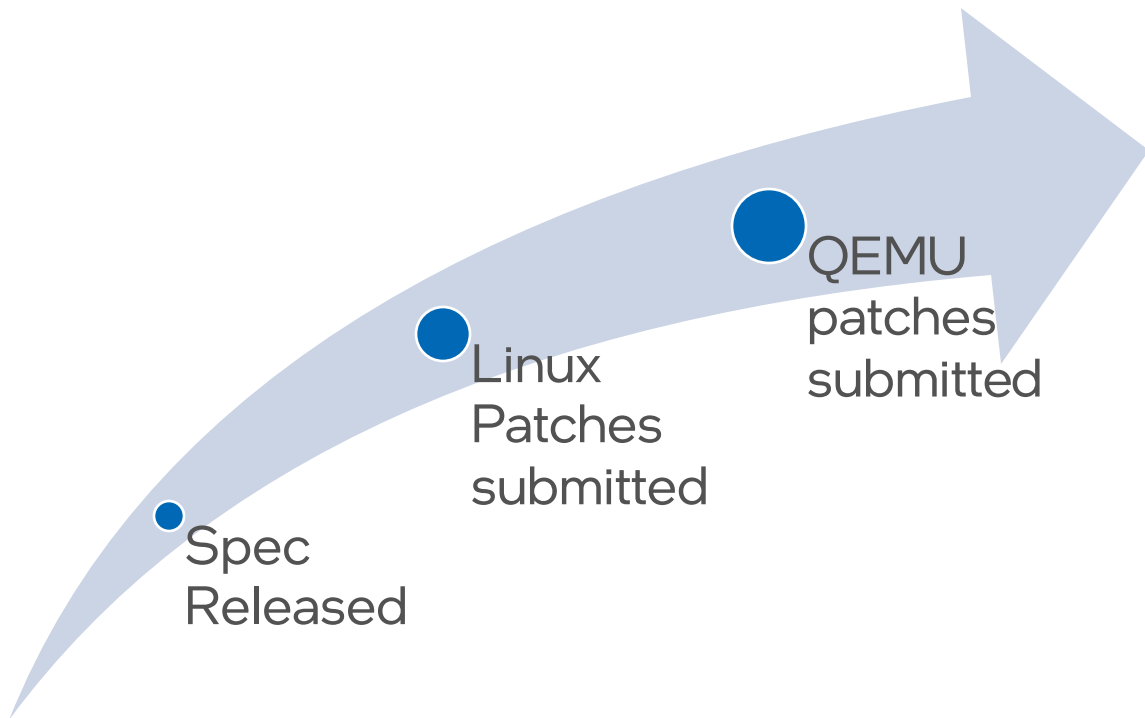 Spec
Released
Linux
Patches
submitted
QEMU
patches
submitted